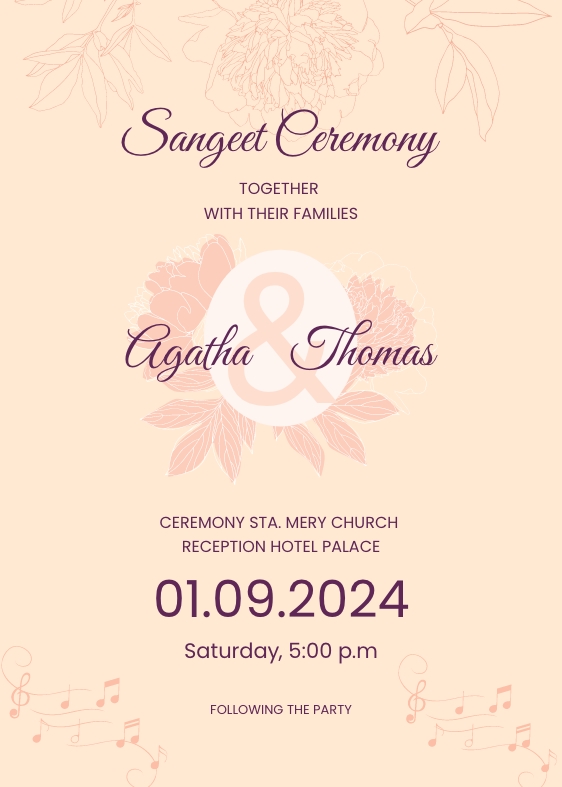 Sangeet Ceremony
TOGETHER
WITH THEIR FAMILIES
&
Agatha Thomas
CEREMONY STA. MERY CHURCH
RECEPTION HOTEL PALACE
01.09.2024
Saturday, 5:00 p.m
FOLLOWING THE PARTY